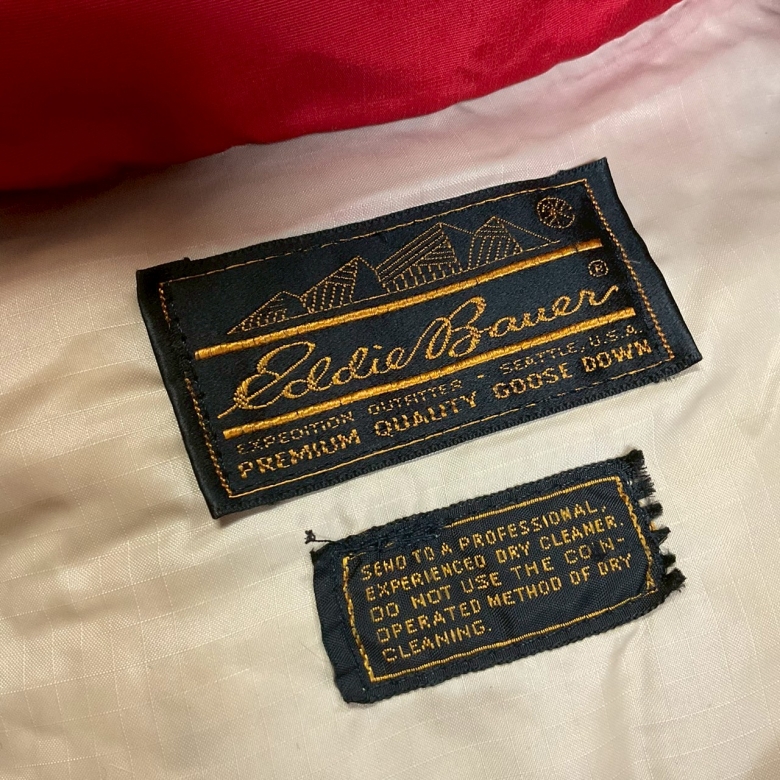 Eddie Bauer®
EXPEDITION OUTFITTER - SEATTLE, U.S.A.
PREMIUM QUALITY GOOSE DOWN
SEND TO A PROFESSIONAL,
EXPERIENCED DRY CLEANER.
DO NOT USE THE COIN-
OPERATED METHOD OF DRY
CLEANING.